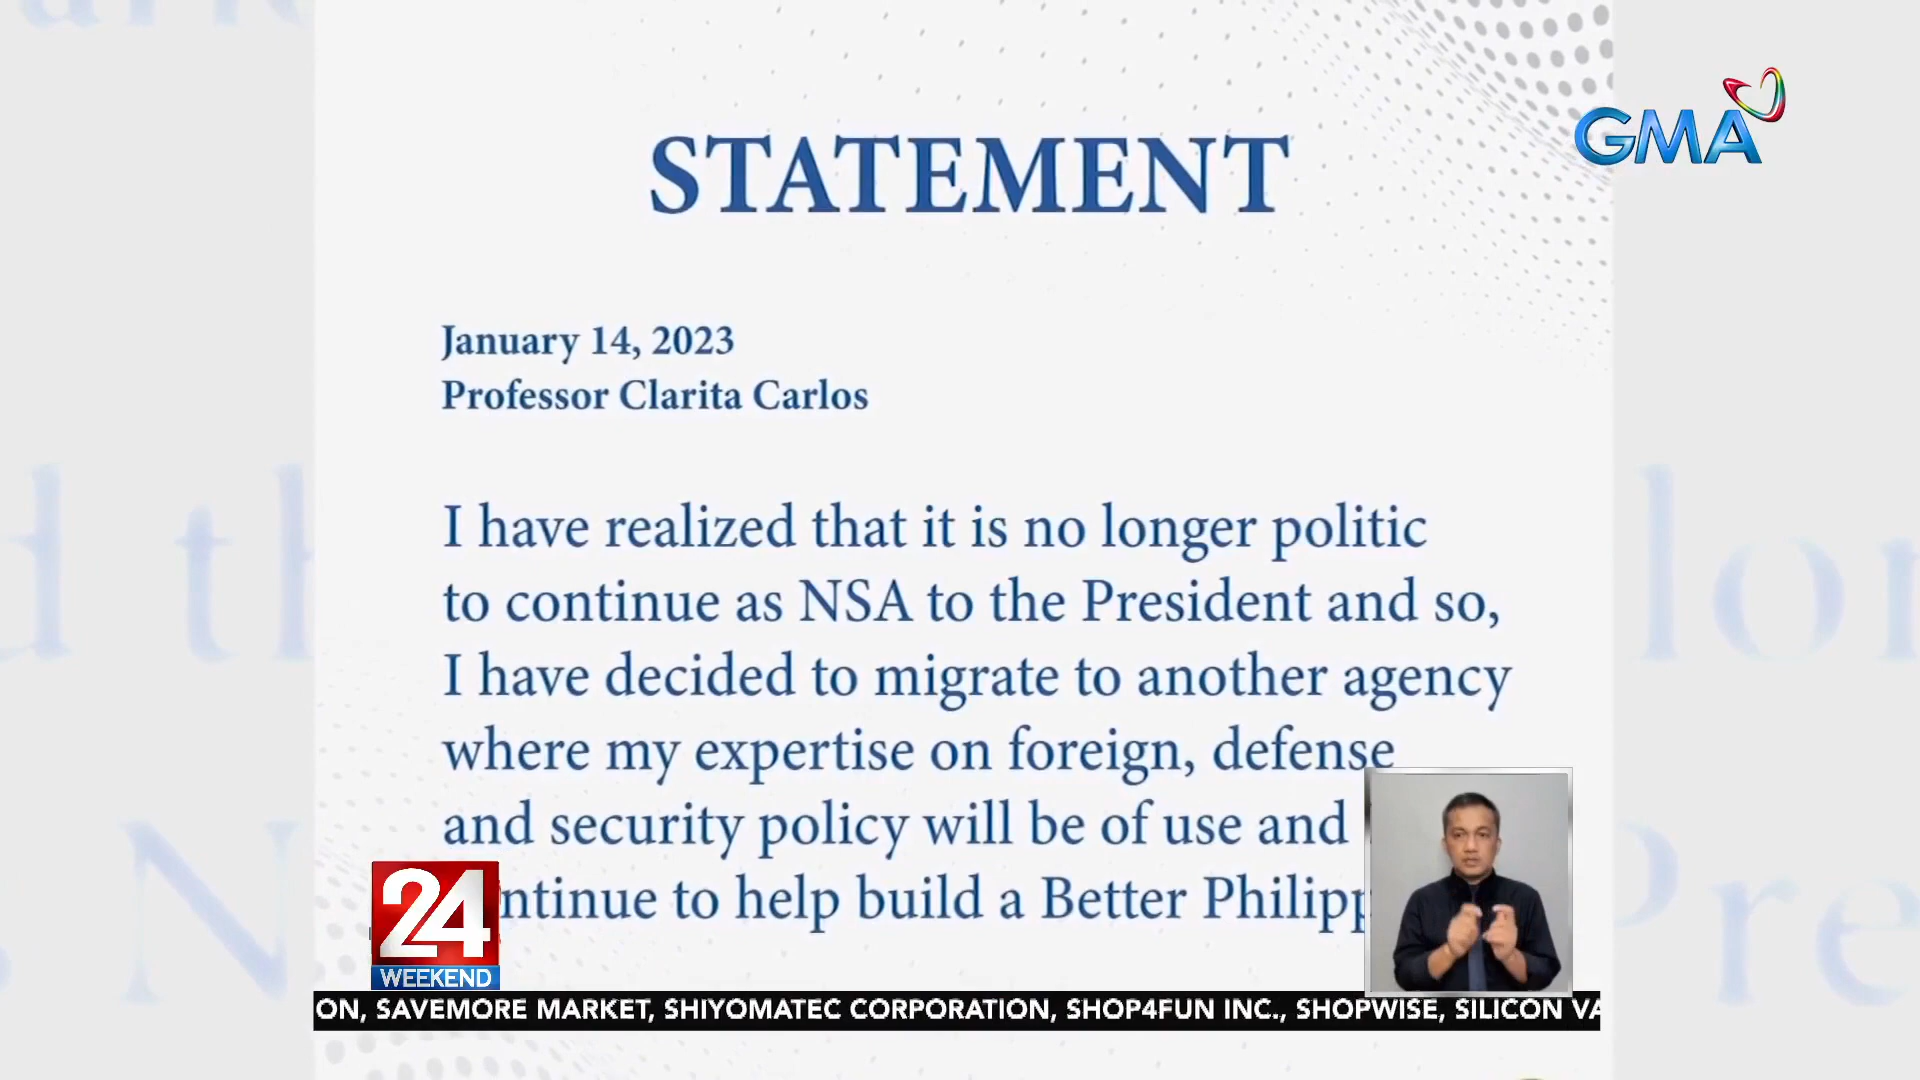 GMA
STATEMENT
January 14, 2023
Professor Clarita Carlos
I have realized that it is no longer politic
to continue as NSA to the President and so,
I have decided to migrate to another agency
where my expertise on foreign, defense
and security policy will be of use and
ntinue to help build a Better Philipp
24
WEEKEND
ON, SAVEMORE MARKET, SHIYOMATEC CORPORATION, SHOP4FUN INC., SHOPWISE, SILICON VA